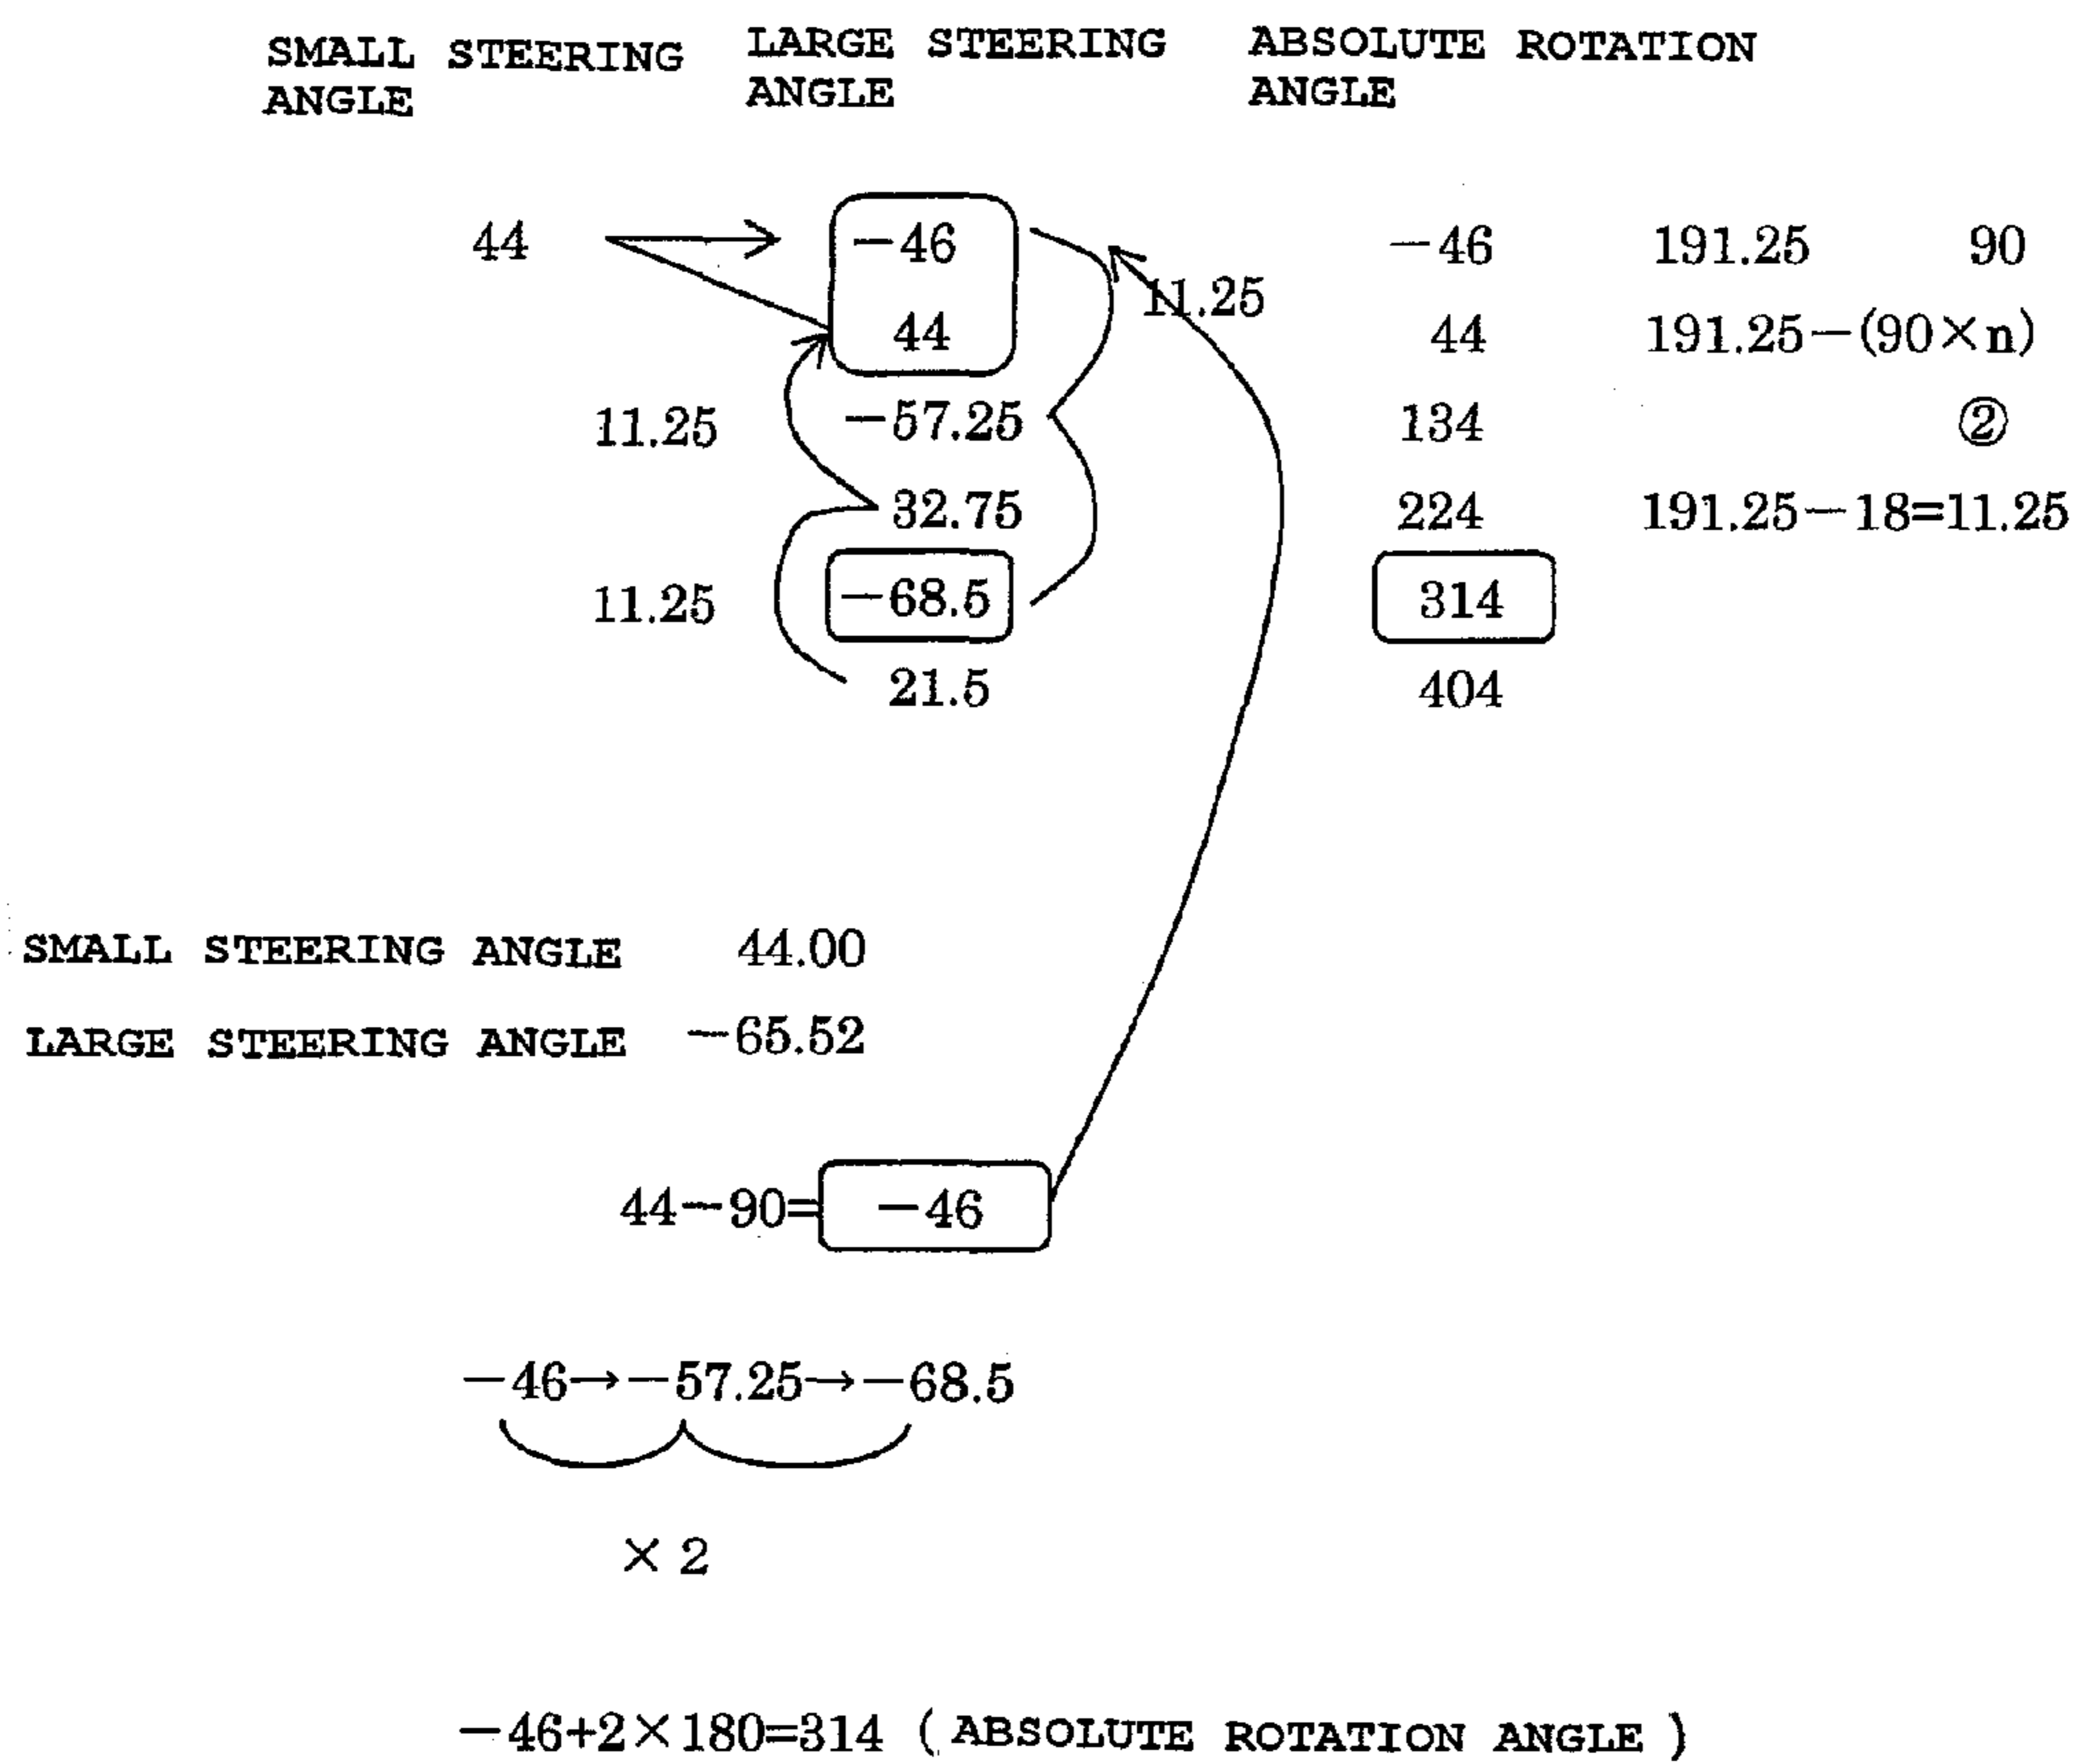 SMALL STEERING ANGLE LARGE STEERING ANGLE ABSOLUTE ROTATION ANGLE
44 −46 −46 191.25 90
11.25
44 44 191.25−(90×n)
11.25 −57.25 134 ②
32.75 224 191.25−18=11.25
11.25 −68.5 314
21.5 404
SMALL STEERING ANGLE 44.00
LARGE STEERING ANGLE −65.52
44−90= −46
−46→−57.25→−68.5
×2
−46+2×180=314 ( ABSOLUTE ROTATION ANGLE )